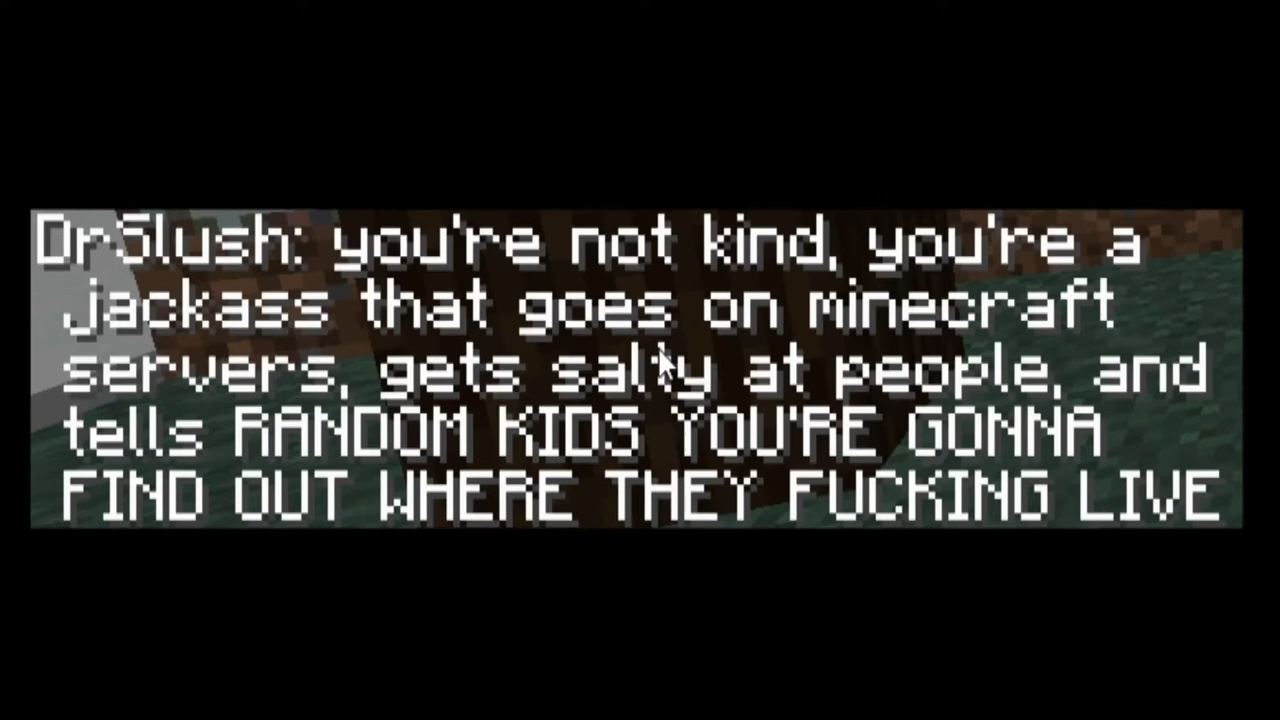 DrSlush: you're not kind, you're a
jackass that goes on minecraft
servers, gets salty at people, and
tells RANDOM KIDS YOU'RE GONNA
FIND OUT WHERE THEY FUCKING LIVE